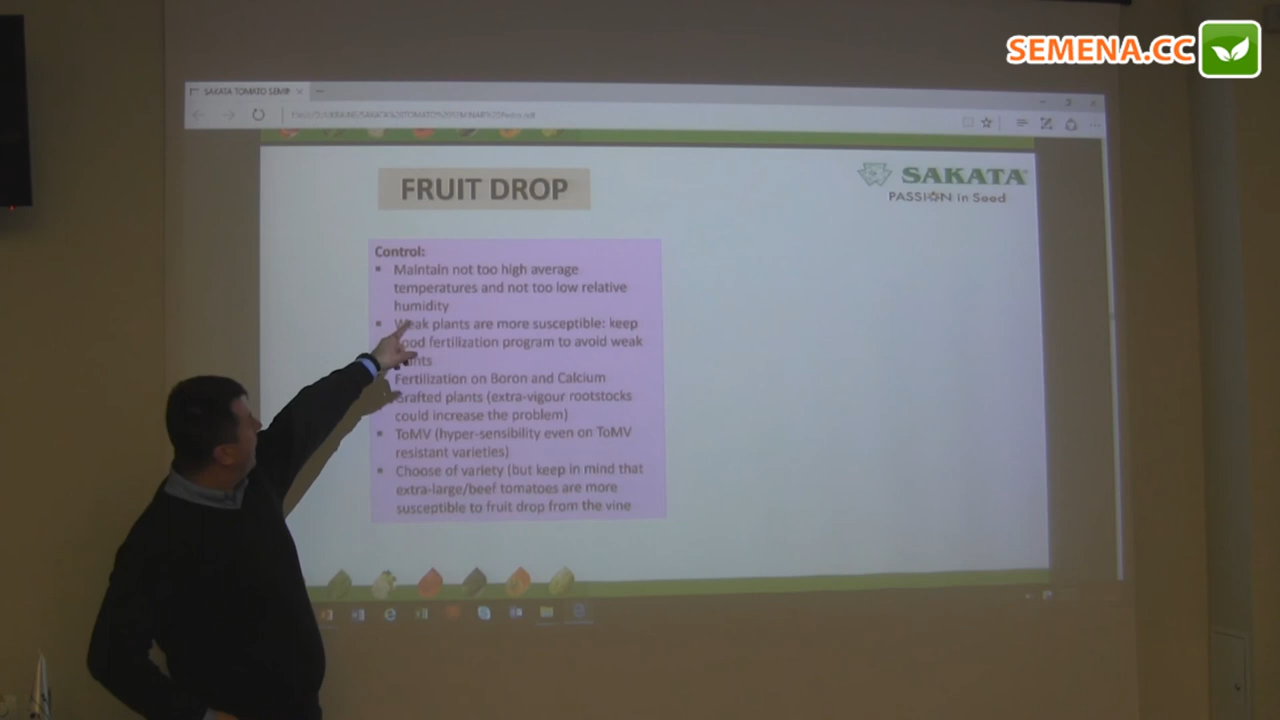 SEMENA.CC
SAKATA TOMATO SEMIN
FRUIT DROP
SAKATA
PASSION in Seed
Control:
▪ Maintain not too high average
temperatures and not too low relative
humidity
▪ Weak plants are more susceptible: keep
good fertilization program to avoid weak
plants
Fertilization on Boron and Calcium
Grafted plants (extra-vigour rootstocks
could increase the problem)
▪ ToMV (hyper-sensibility even on ToMV
resistant varieties)
▪ Choose of variety (but keep in mind that
extra-large/beef tomatoes are more
susceptible to fruit drop from the vine